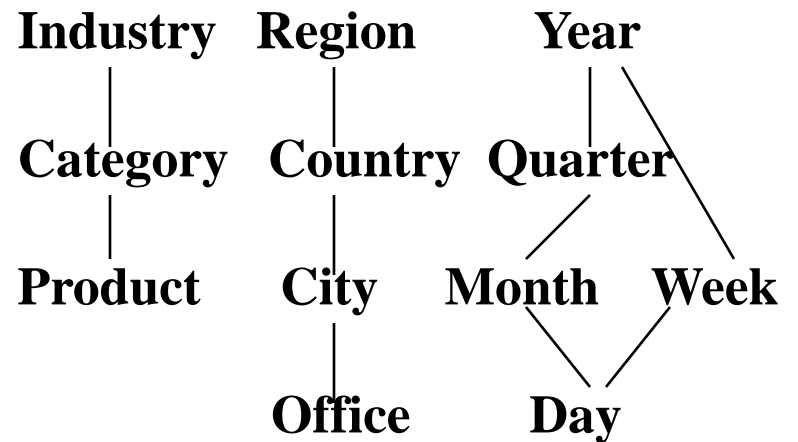 Industry Region Year
Category Country Quarter
Product City Month Week
Office Day